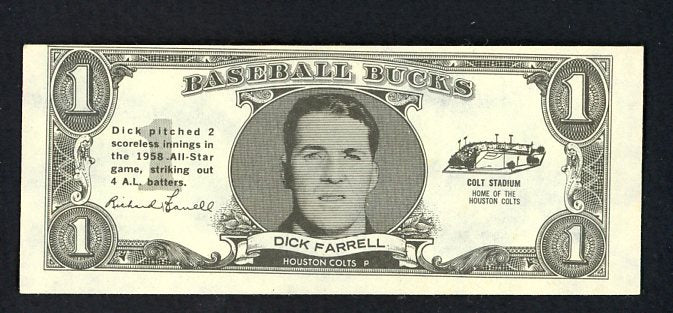 1
BASEBALL BUCKS
1
1
Dick pitched 2
scoreless innings in
the 1958 All-Star
game, striking out
4 A.L. batters.
Richard Farrell
COLT STADIUM
HOME OF THE
HOUSTON COLTS
1
DICK FARRELL
HOUSTON COLTS P
1